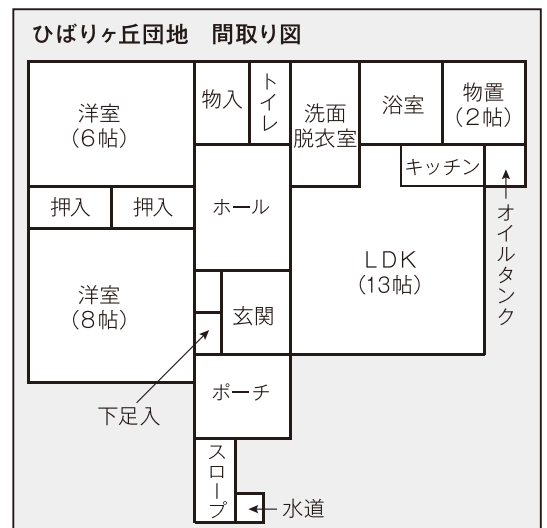 ひばりヶ丘団地　間取り図
洋室
(6帖)
物入
トイレ
洗面
脱衣室
浴室
物置
(2帖)
キッチン
押入
押入
ホール
オイルタンク
LDK
(13帖)
洋室
(8帖)
玄関
下足入
ポーチ
スロープ
水道